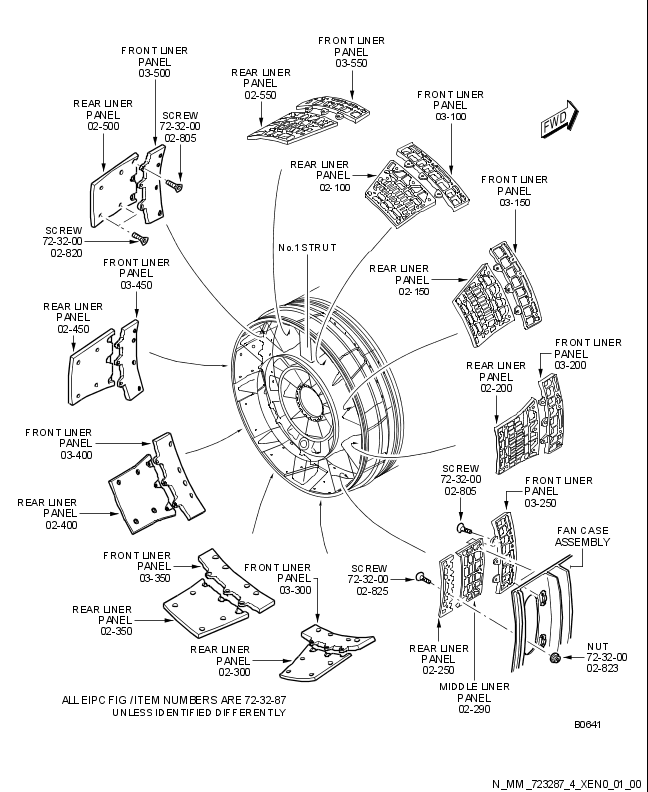 FRONT LINER
PANEL
03-550
FRONT LINER
PANEL
03-500
REAR LINER
PANEL
02-550
FRONT LINER
PANEL
03-100
REAR LINER
PANEL
02-500
SCREW
72-32-00
02-805
FWD
REAR LINER
PANEL
02-100
FRONT LINER
PANEL
03-150
SCREW
72-32-00
02-820
No.1 STRUT
FRONT LINER
PANEL
03-450
REAR LINER
PANEL
02-150
REAR LINER
PANEL
02-450
FRONT LINER
PANEL
03-200
REAR LINER
PANEL
02-200
FRONT LINER
PANEL
03-400
SCREW
72-32-00
02-805
FRONT LINER
PANEL
03-250
REAR LINER
PANEL
02-400
FAN CASE
ASSEMBLY
FRONT LINER
PANEL
03-350
FRONT LINER
PANEL
03-300
SCREW
72-32-00
02-825
REAR LINER
PANEL
02-350
REAR LINER
PANEL
02-300
REAR LINER
PANEL
02-250
NUT
72-32-00
02-823
MIDDLE LINER
PANEL
02-290
ALL EIPC FIG /ITEM NUMBERS ARE 72-32-87
UNLESS IDENTIFIED DIFFERENTLY
B0641
N_MM_723287_4_XEN0_01_00